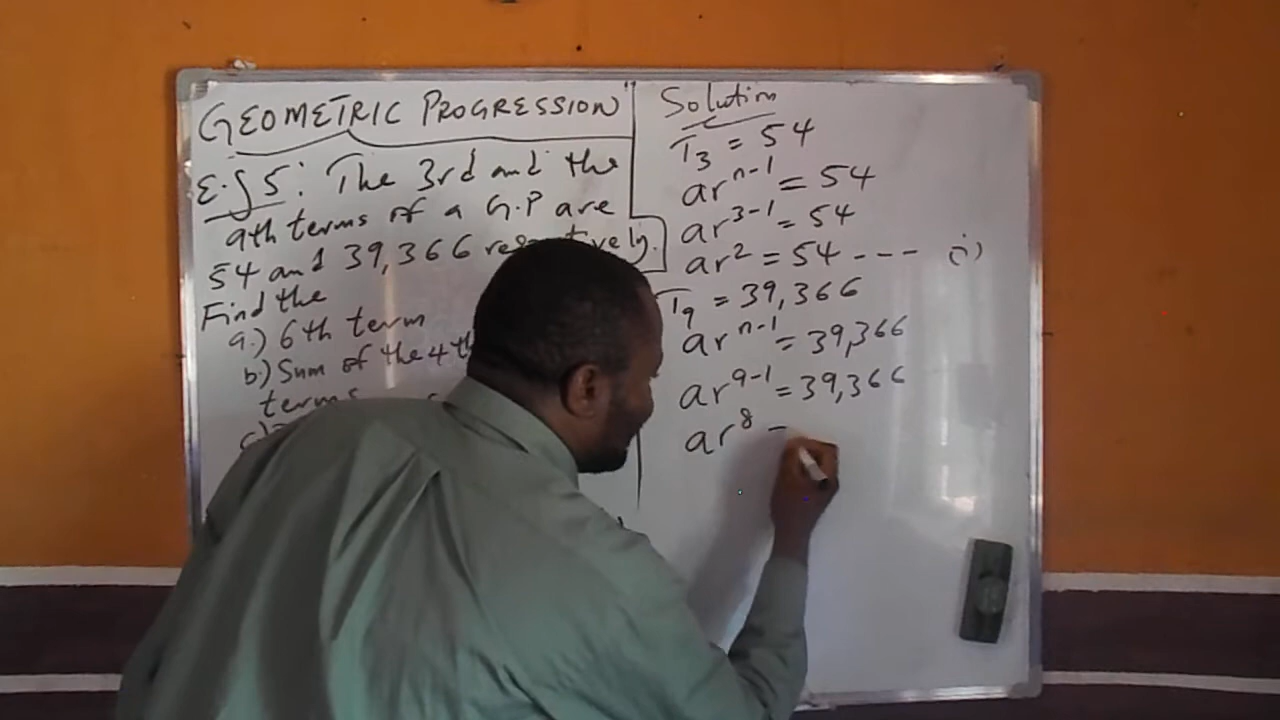 GEOMETRIC PROGRESSION
E.g 5: The 3rd and the
9th terms of a G.P are
54 and 39,366 respectively.
Find the
a.) 6th term
b.) Sum of the 4th
terms
c.)
Solution
T3 = 54
ar^n-1 = 54
ar^3-1 = 54
ar^2 = 54 --- (i)
T9 = 39,366
ar^n-1 = 39,366
ar^9-1 = 39,366
ar^8 =